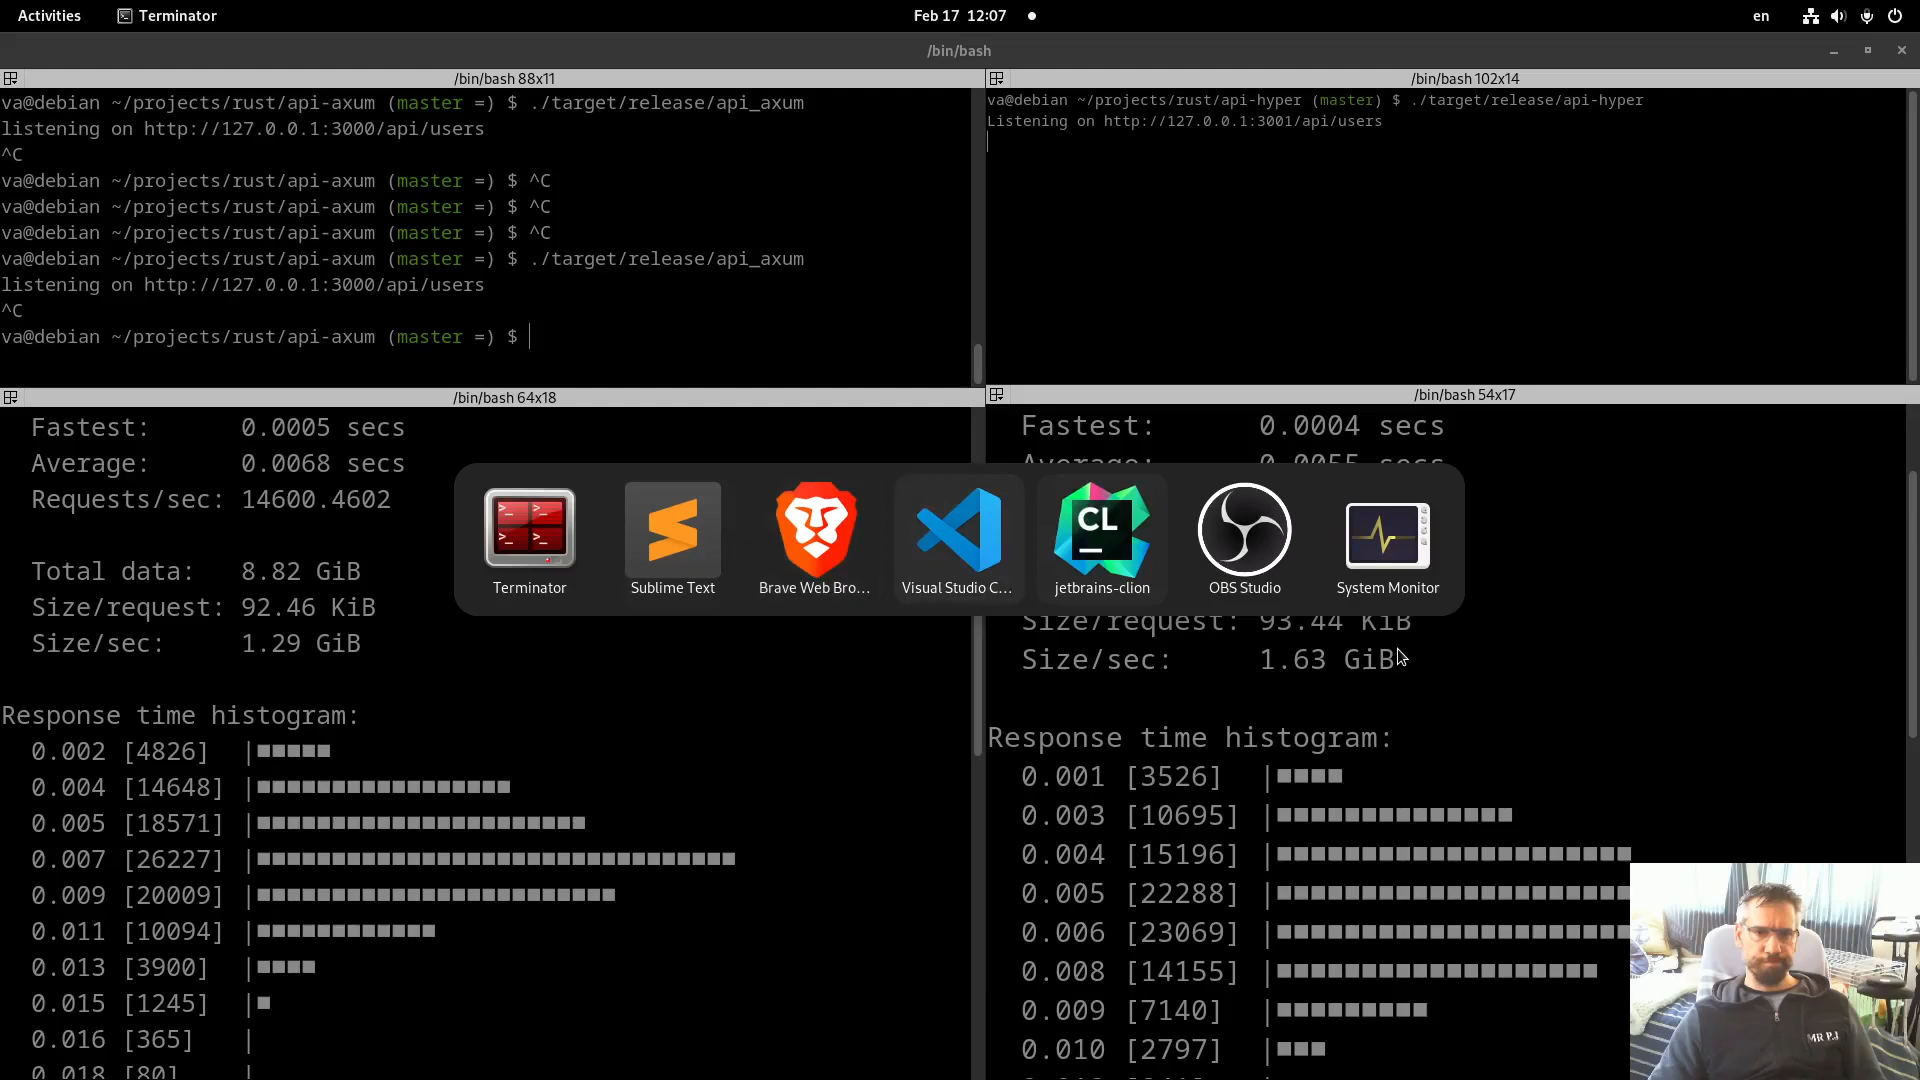 Activities
Terminator
Feb 17 12:07
en
/bin/bash
/bin/bash 88x11
va@debian ~/projects/rust/api-axum (master =) $ ./target/release/api_axum
listening on http://127.0.0.1:3000/api/users
^C
va@debian ~/projects/rust/api-axum (master =) $ ^C
va@debian ~/projects/rust/api-axum (master =) $ ^C
va@debian ~/projects/rust/api-axum (master =) $ ^C
va@debian ~/projects/rust/api-axum (master =) $ ./target/release/api_axum
listening on http://127.0.0.1:3000/api/users
^C
va@debian ~/projects/rust/api-axum (master =) $
/bin/bash 102x14
va@debian ~/projects/rust/api-hyper (master) $ ./target/release/api-hyper
Listening on http://127.0.0.1:3001/api/users
/bin/bash 64x18
Fastest: 0.0005 secs
Average: 0.0068 secs
Requests/sec: 14600.4602
Total data: 8.82 GiB
Size/request: 92.46 KiB
Size/sec: 1.29 GiB
Response time histogram:
0.002 [4826] |■■■■■
0.004 [14648] |■■■■■■■■■■■■■■■■■
0.005 [18571] |■■■■■■■■■■■■■■■■■■■■■■
0.007 [26227] |■■■■■■■■■■■■■■■■■■■■■■■■■■■■■■■■
0.009 [20009] |■■■■■■■■■■■■■■■■■■■■■■■■
0.011 [10094] |■■■■■■■■■■■■
0.013 [3900] |■■■■
0.015 [1245] |■
0.016 [365] |
0.018 [80] |
/bin/bash 54x17
Fastest: 0.0004 secs
Average: 0.0055 secs
Size/request: 93.44 KiB
Size/sec: 1.63 GiB
Response time histogram:
0.001 [3526] |■■■■
0.003 [10695] |■■■■■■■■■■■■■■
0.004 [15196] |■■■■■■■■■■■■■■■■■■■■■
0.005 [22288] |■■■■■■■■■■■■■■■■■■■■■
0.006 [23069] |■■■■■■■■■■■■■■■■■■■■■
0.008 [14155] |■■■■■■■■■■■■■■■■■■■
0.009 [7140] |■■■■■■■■■
0.010 [2797] |■■■
Terminator
Sublime Text
Brave Web Bro...
Visual Studio C...
CL
jetbrains-clion
OBS Studio
System Monitor
MR P.J